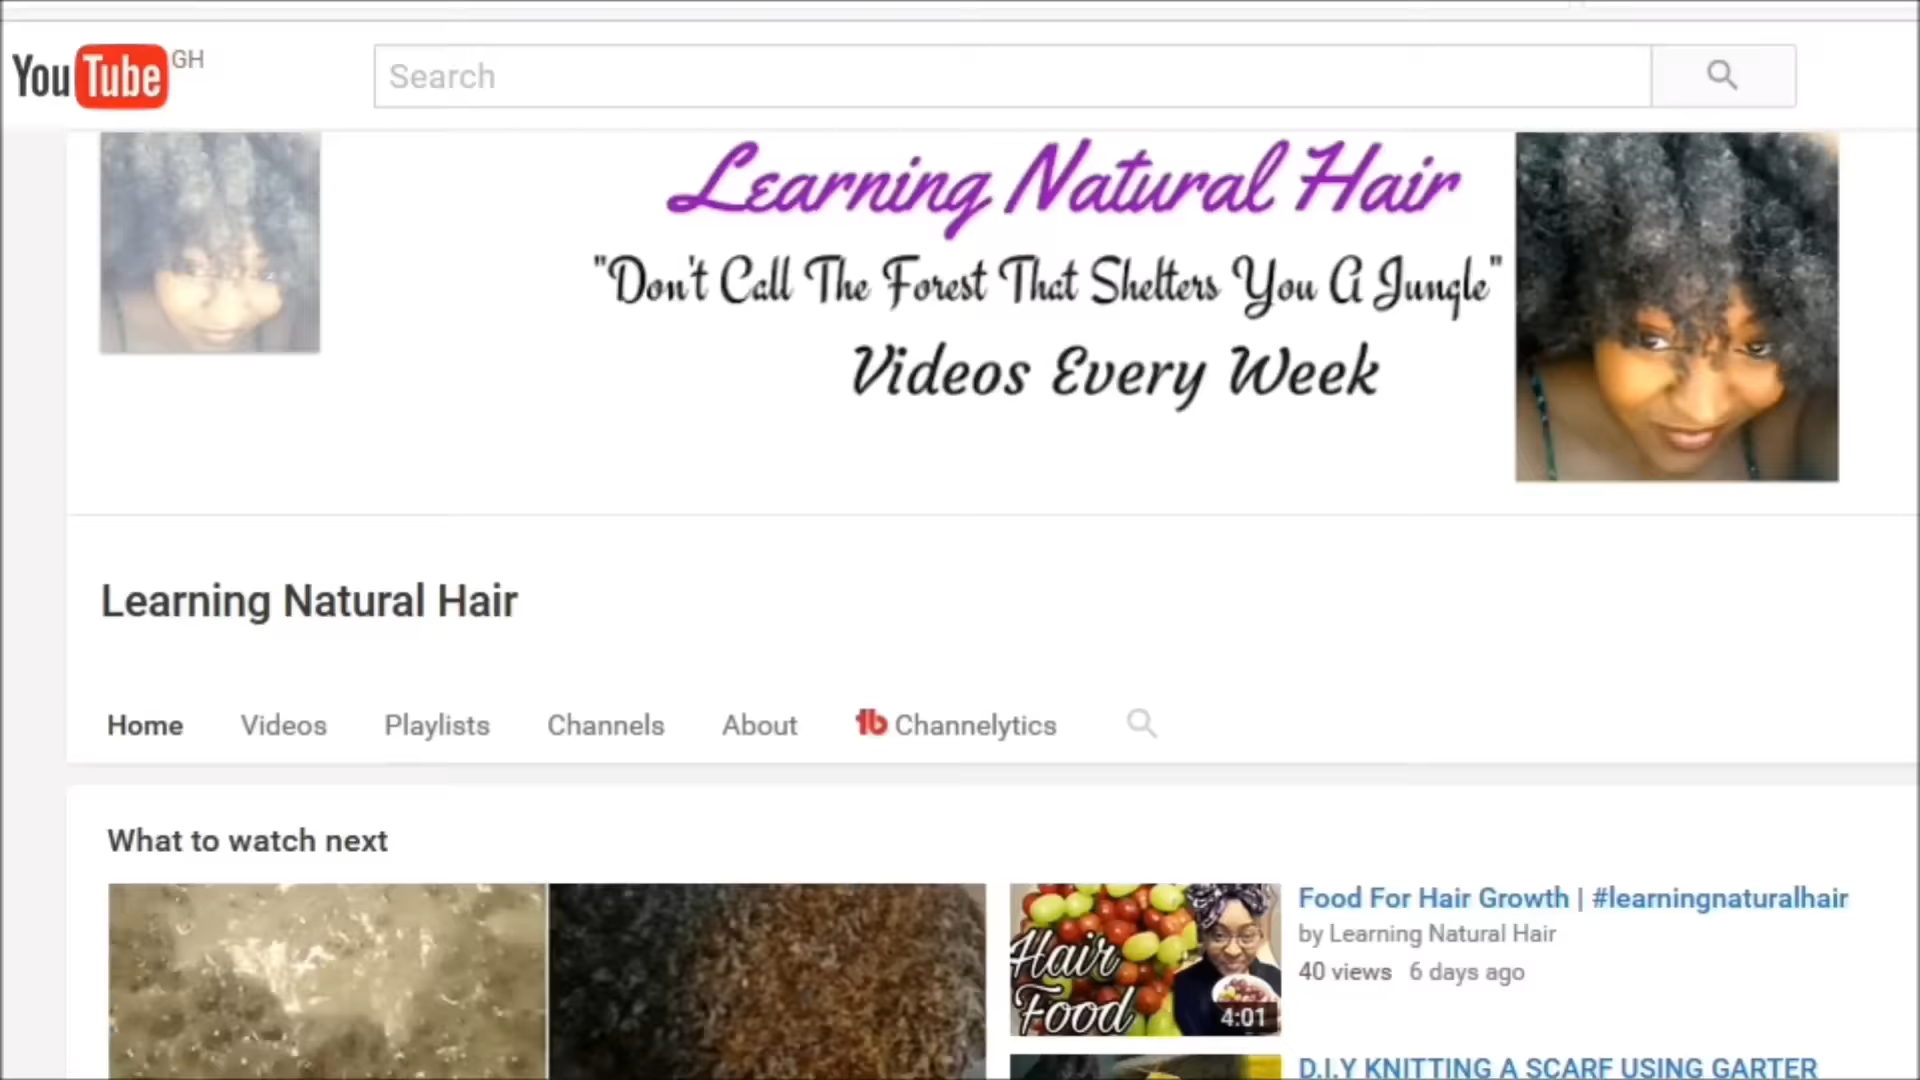 YouTube GH
Search
Learning Natural Hair
"Don't Call The Forest That Shelters You A Jungle"
Videos Every Week
Learning Natural Hair
Home Videos Playlists Channels About Channelytics
What to watch next
Hair
Food
4:01
Food For Hair Growth | #learningnaturalhair
by Learning Natural Hair
40 views 6 days ago
D.I.Y KNITTING A SCARF USING GARTER